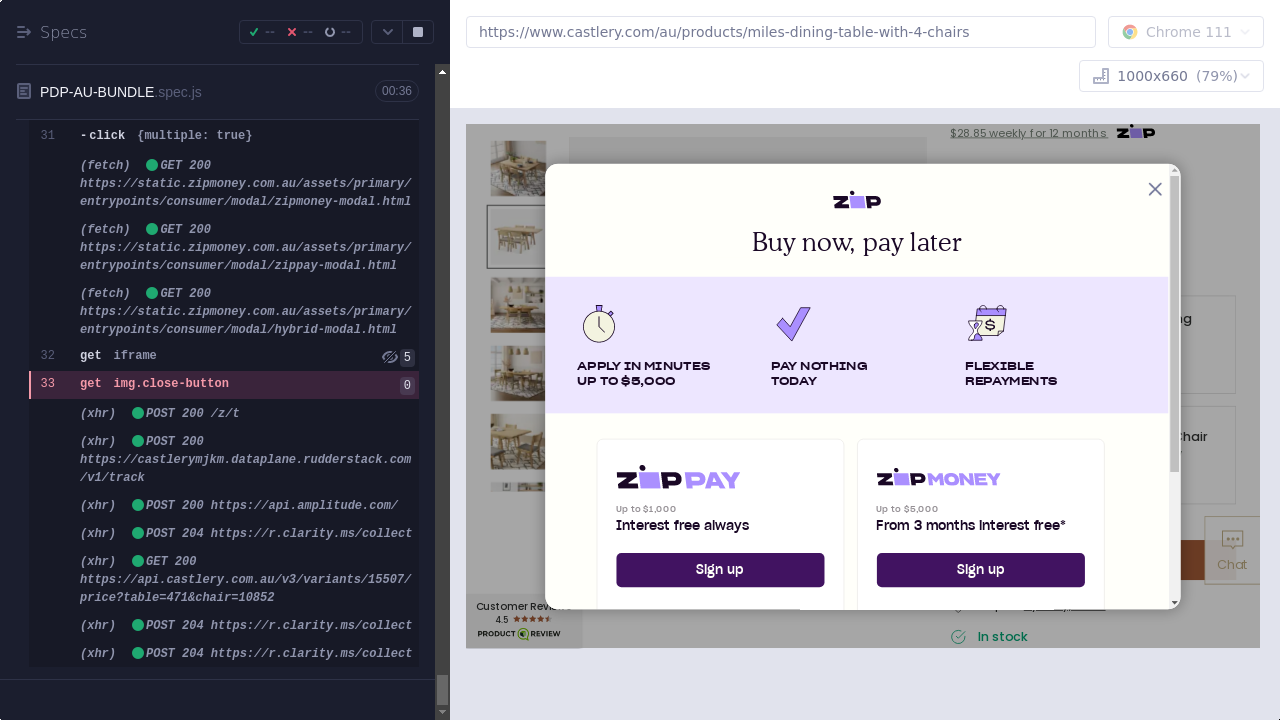 Specs
-- -- --
https://www.castlery.com/au/products/miles-dining-table-with-4-chairs
Chrome 111
1000x660 (79%)
PDP-AU-BUNDLE.spec.js
00:36
31 -click {multiple: true}
(fetch) GET 200
https://static.zipmoney.com.au/assets/primary/
entrypoints/consumer/modal/zipmoney-modal.html
(fetch) GET 200
https://static.zipmoney.com.au/assets/primary/
entrypoints/consumer/modal/zippay-modal.html
(fetch) GET 200
https://static.zipmoney.com.au/assets/primary/
entrypoints/consumer/modal/hybrid-modal.html
32 get iframe 5
33 get img.close-button 0
(xhr) POST 200 /z/t
(xhr) POST 200
https://castlerymjkm.dataplane.rudderstack.com
/v1/track
(xhr) POST 200 https://api.amplitude.com/
(xhr) POST 204 https://r.clarity.ms/collect
(xhr) GET 200
https://api.castlery.com.au/v3/variants/15507/
price?table=471&chair=10852
(xhr) POST 204 https://r.clarity.ms/collect
(xhr) POST 204 https://r.clarity.ms/collect
$28.85 weekly for 12 months zip
zip
Buy now, pay later
APPLY IN MINUTES
UP TO $5,000
PAY NOTHING
TODAY
FLEXIBLE
REPAYMENTS
zip PAY
Up to $1,000
Interest free always
Sign up
zip MONEY
Up to $5,000
From 3 months interest free*
Sign up
Chair
Chat
Customer
4.5
PRODUCT REVIEW
In stock